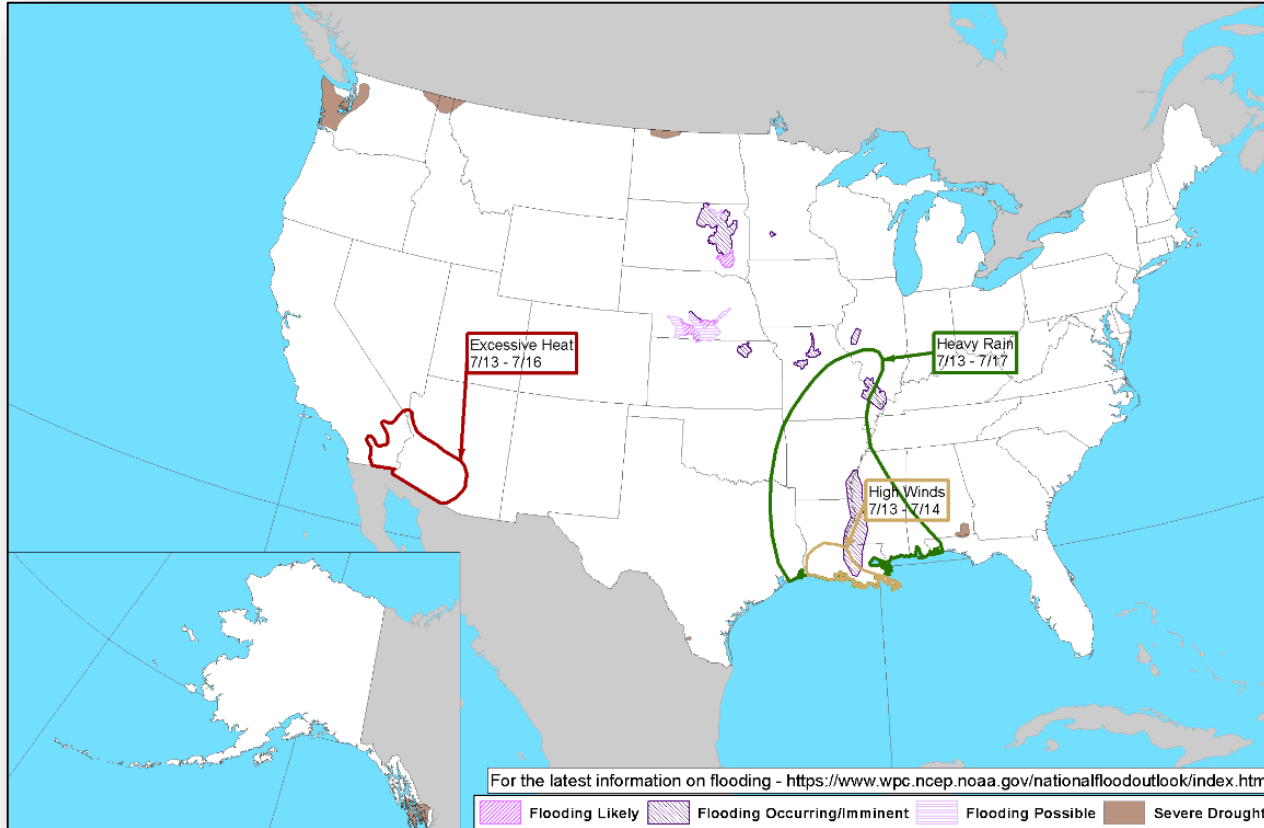 Excessive Heat
7/13 - 7/16
Heavy Rain
7/13 - 7/17
High Winds
7/13 - 7/14
For the latest information on flooding - https://www.wpc.ncep.noaa.gov/nationalfloodoutlook/index.htm
Flooding Likely Flooding Occurring/Imminent Flooding Possible Severe Drought